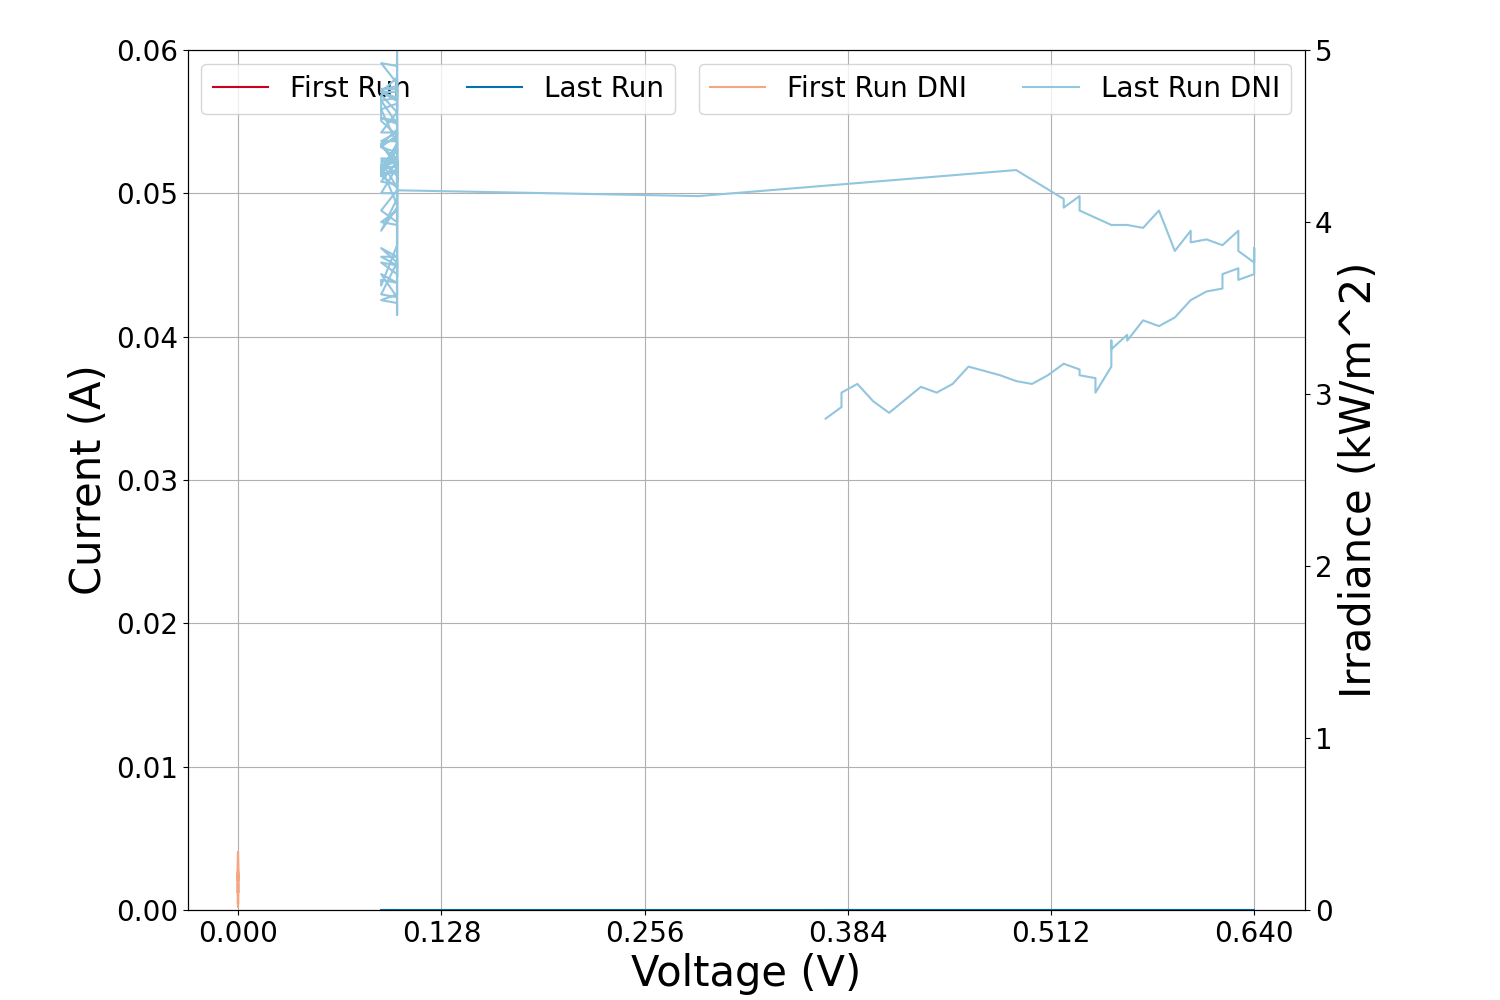 First Run
Last Run
First Run DNI
Last Run DNI
Current (A)
0.06
0.05
0.04
0.03
0.02
0.01
0.00
5
4
3
2
1
0
Irradiance (kW/m^2)
0.000
0.128
0.256
0.384
0.512
0.640
Voltage (V)